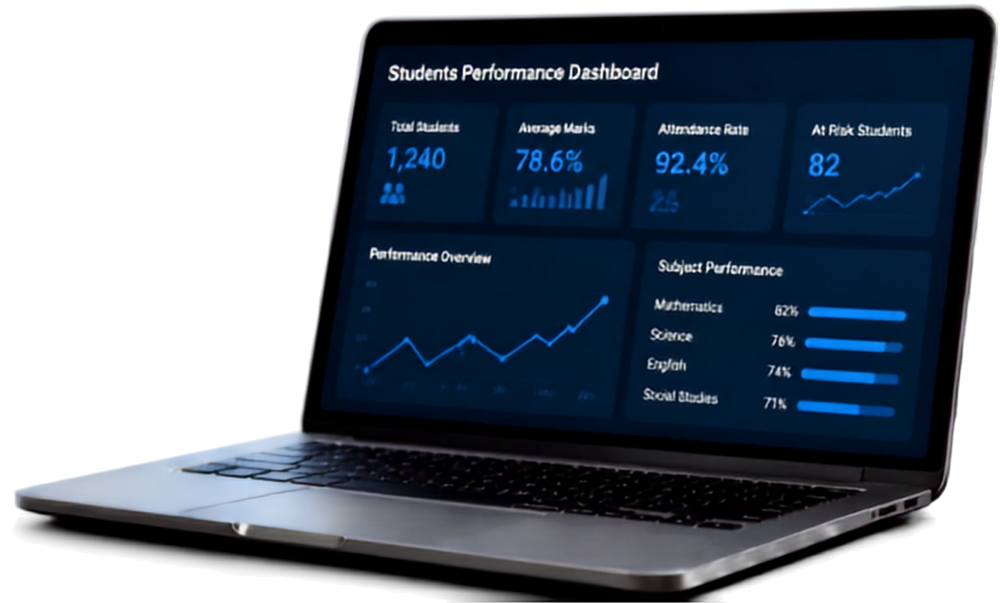 Students Performance Dashboard
Total Students
1,240
Average Marks
78.6%
Attendance Rate
92.4%
At Risk Students
82
Performance Overview
Subject Performance
Mathematics 82%
Science 76%
English 74%
Social Studies 71%